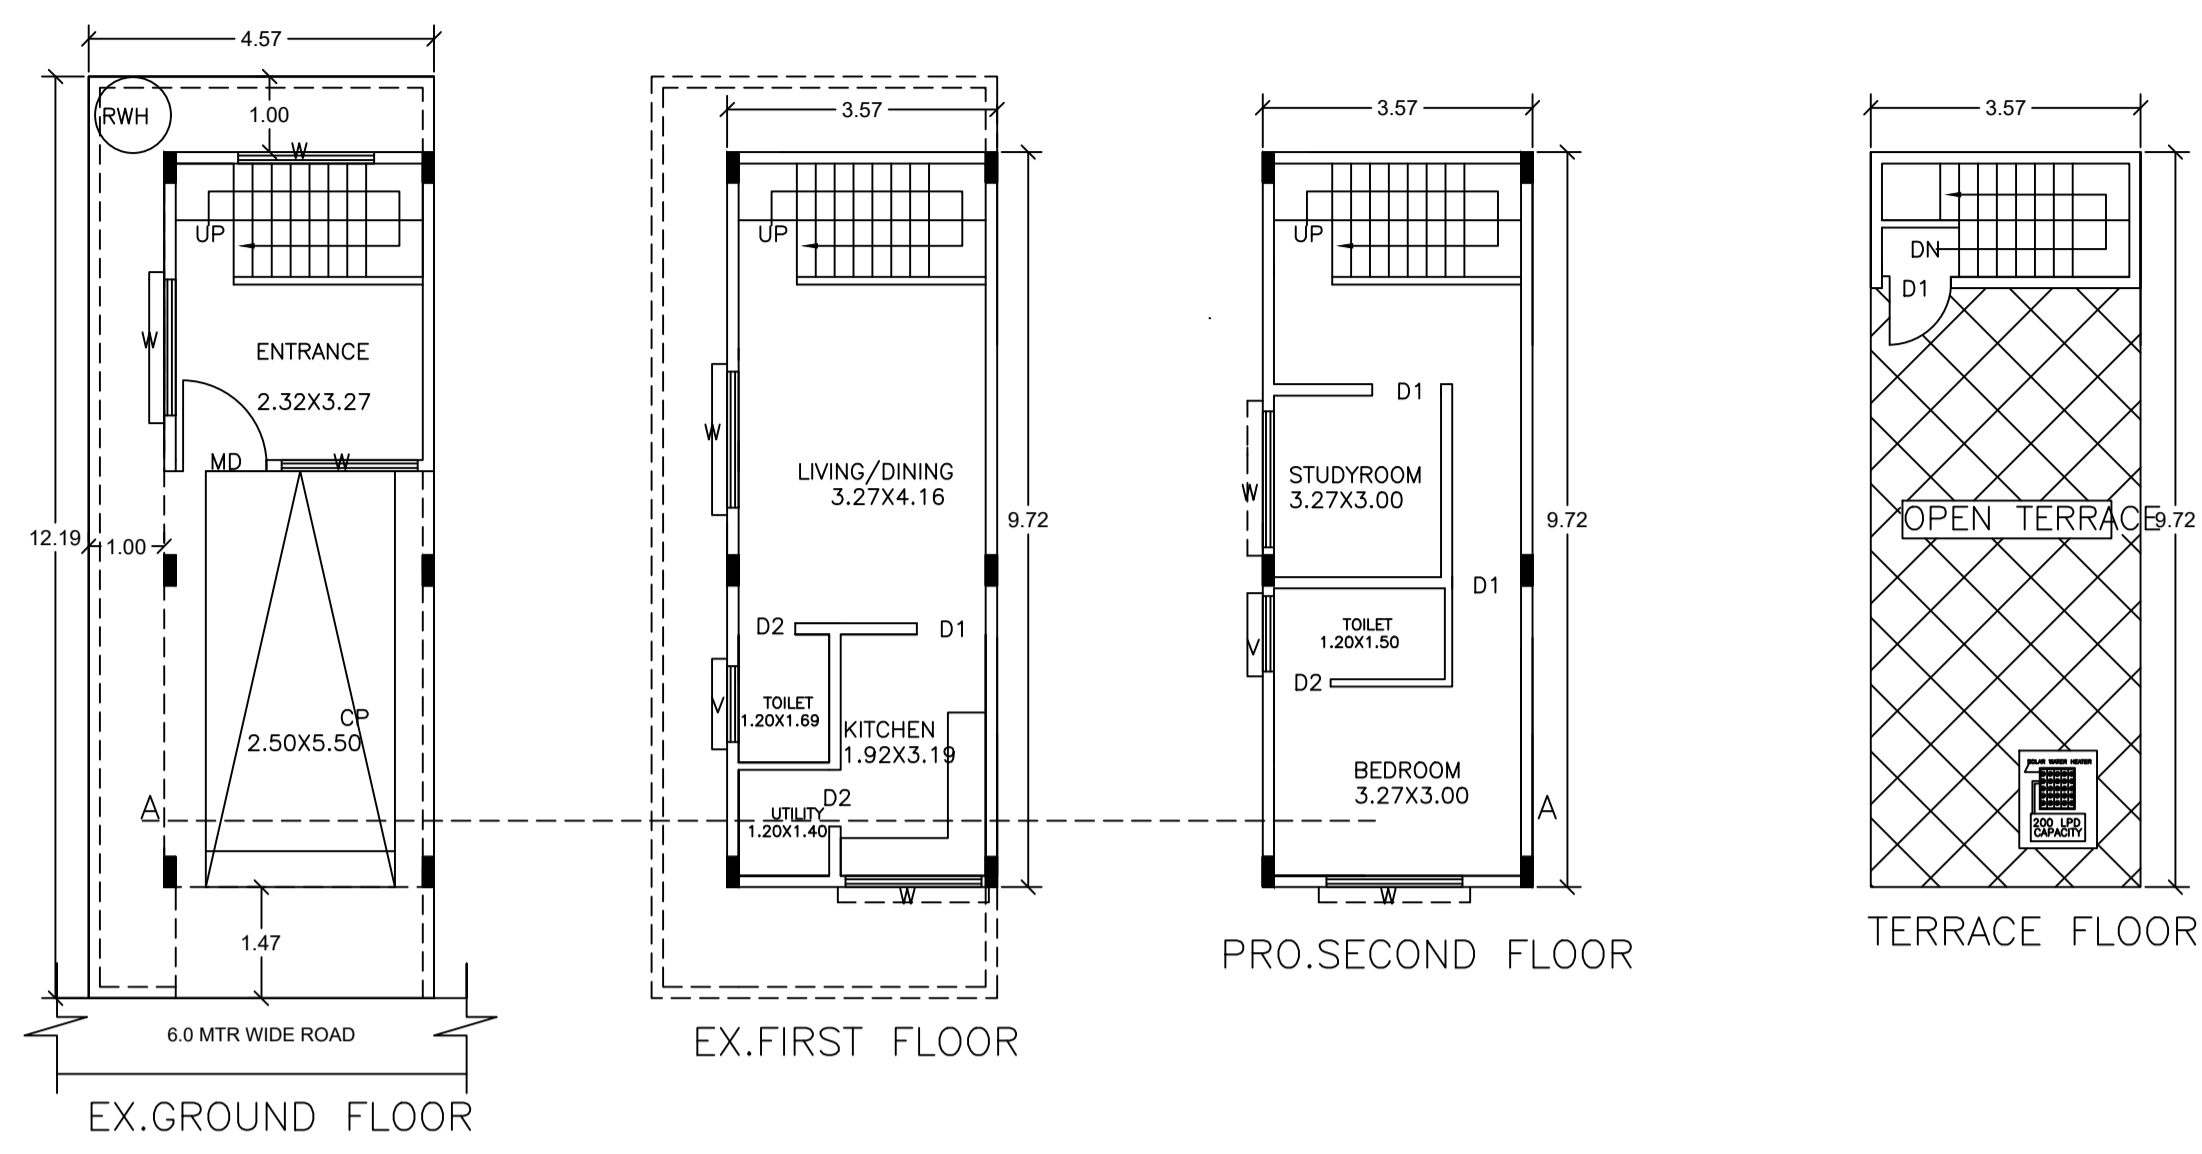 4.57
RWH
1.00
W
UP
W
ENTRANCE
2.32X3.27
MD
W
12.19
1.00
CP
2.50X5.50
A
1.47
6.0 MTR WIDE ROAD
EX.GROUND FLOOR
3.57
UP
W
LIVING/DINING
3.27X4.16
9.72
D2
D1
V
TOILET
1.20X1.69
KITCHEN
1.92X3.19
D2
UTILITY
1.20X1.40
W
EX.FIRST FLOOR
3.57
UP
D1
W
STUDYROOM
3.27X3.00
9.72
D1
TOILET
1.20X1.50
V
D2
BEDROOM
3.27X3.00
A
W
PRO.SECOND FLOOR
3.57
DN
D1
OPEN TERRACE
9.72
SOLAR WATER HEATER
200 LPD
CAPACITY
TERRACE FLOOR